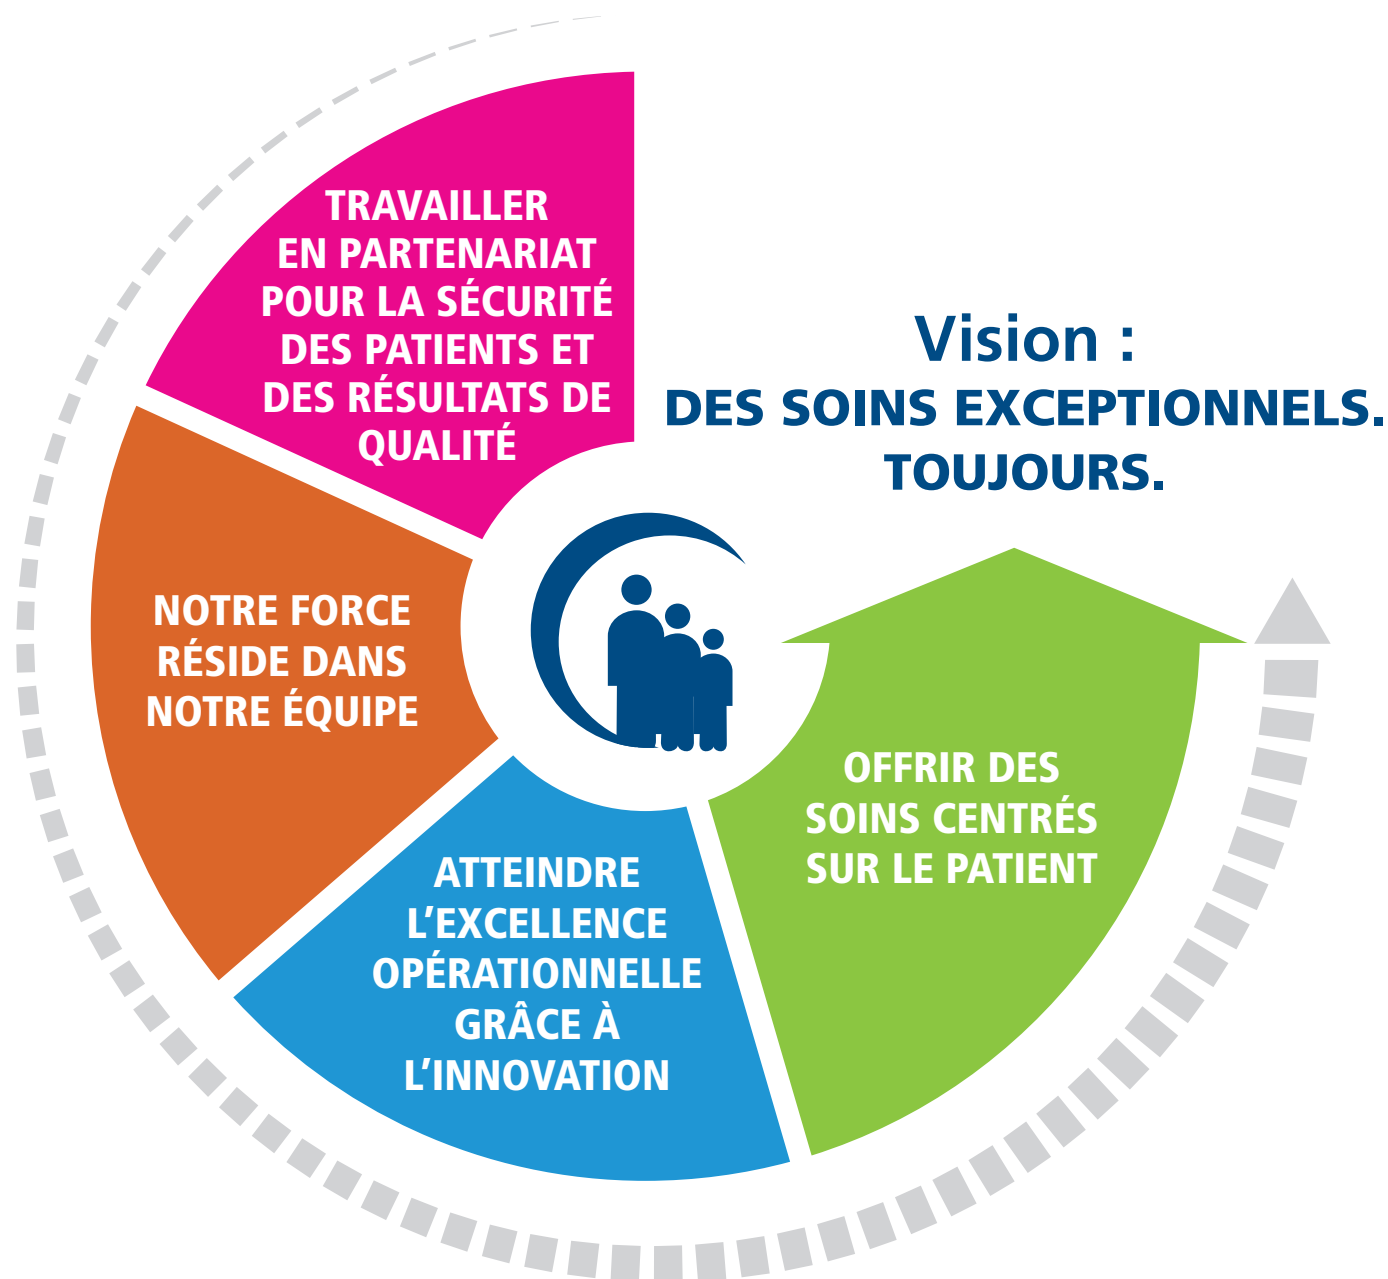 TRAVAILLER
EN PARTENARIAT
POUR LA SÉCURITÉ
DES PATIENTS ET
DES RÉSULTATS DE
QUALITÉ
Vision :
DES SOINS EXCEPTIONNELS.
TOUJOURS.
NOTRE FORCE
RÉSIDE DANS
NOTRE ÉQUIPE
OFFRIR DES
SOINS CENTRÉS
SUR LE PATIENT
ATTEINDRE
L’EXCELLENCE
OPÉRATIONNELLE
GRÂCE À
L’INNOVATION